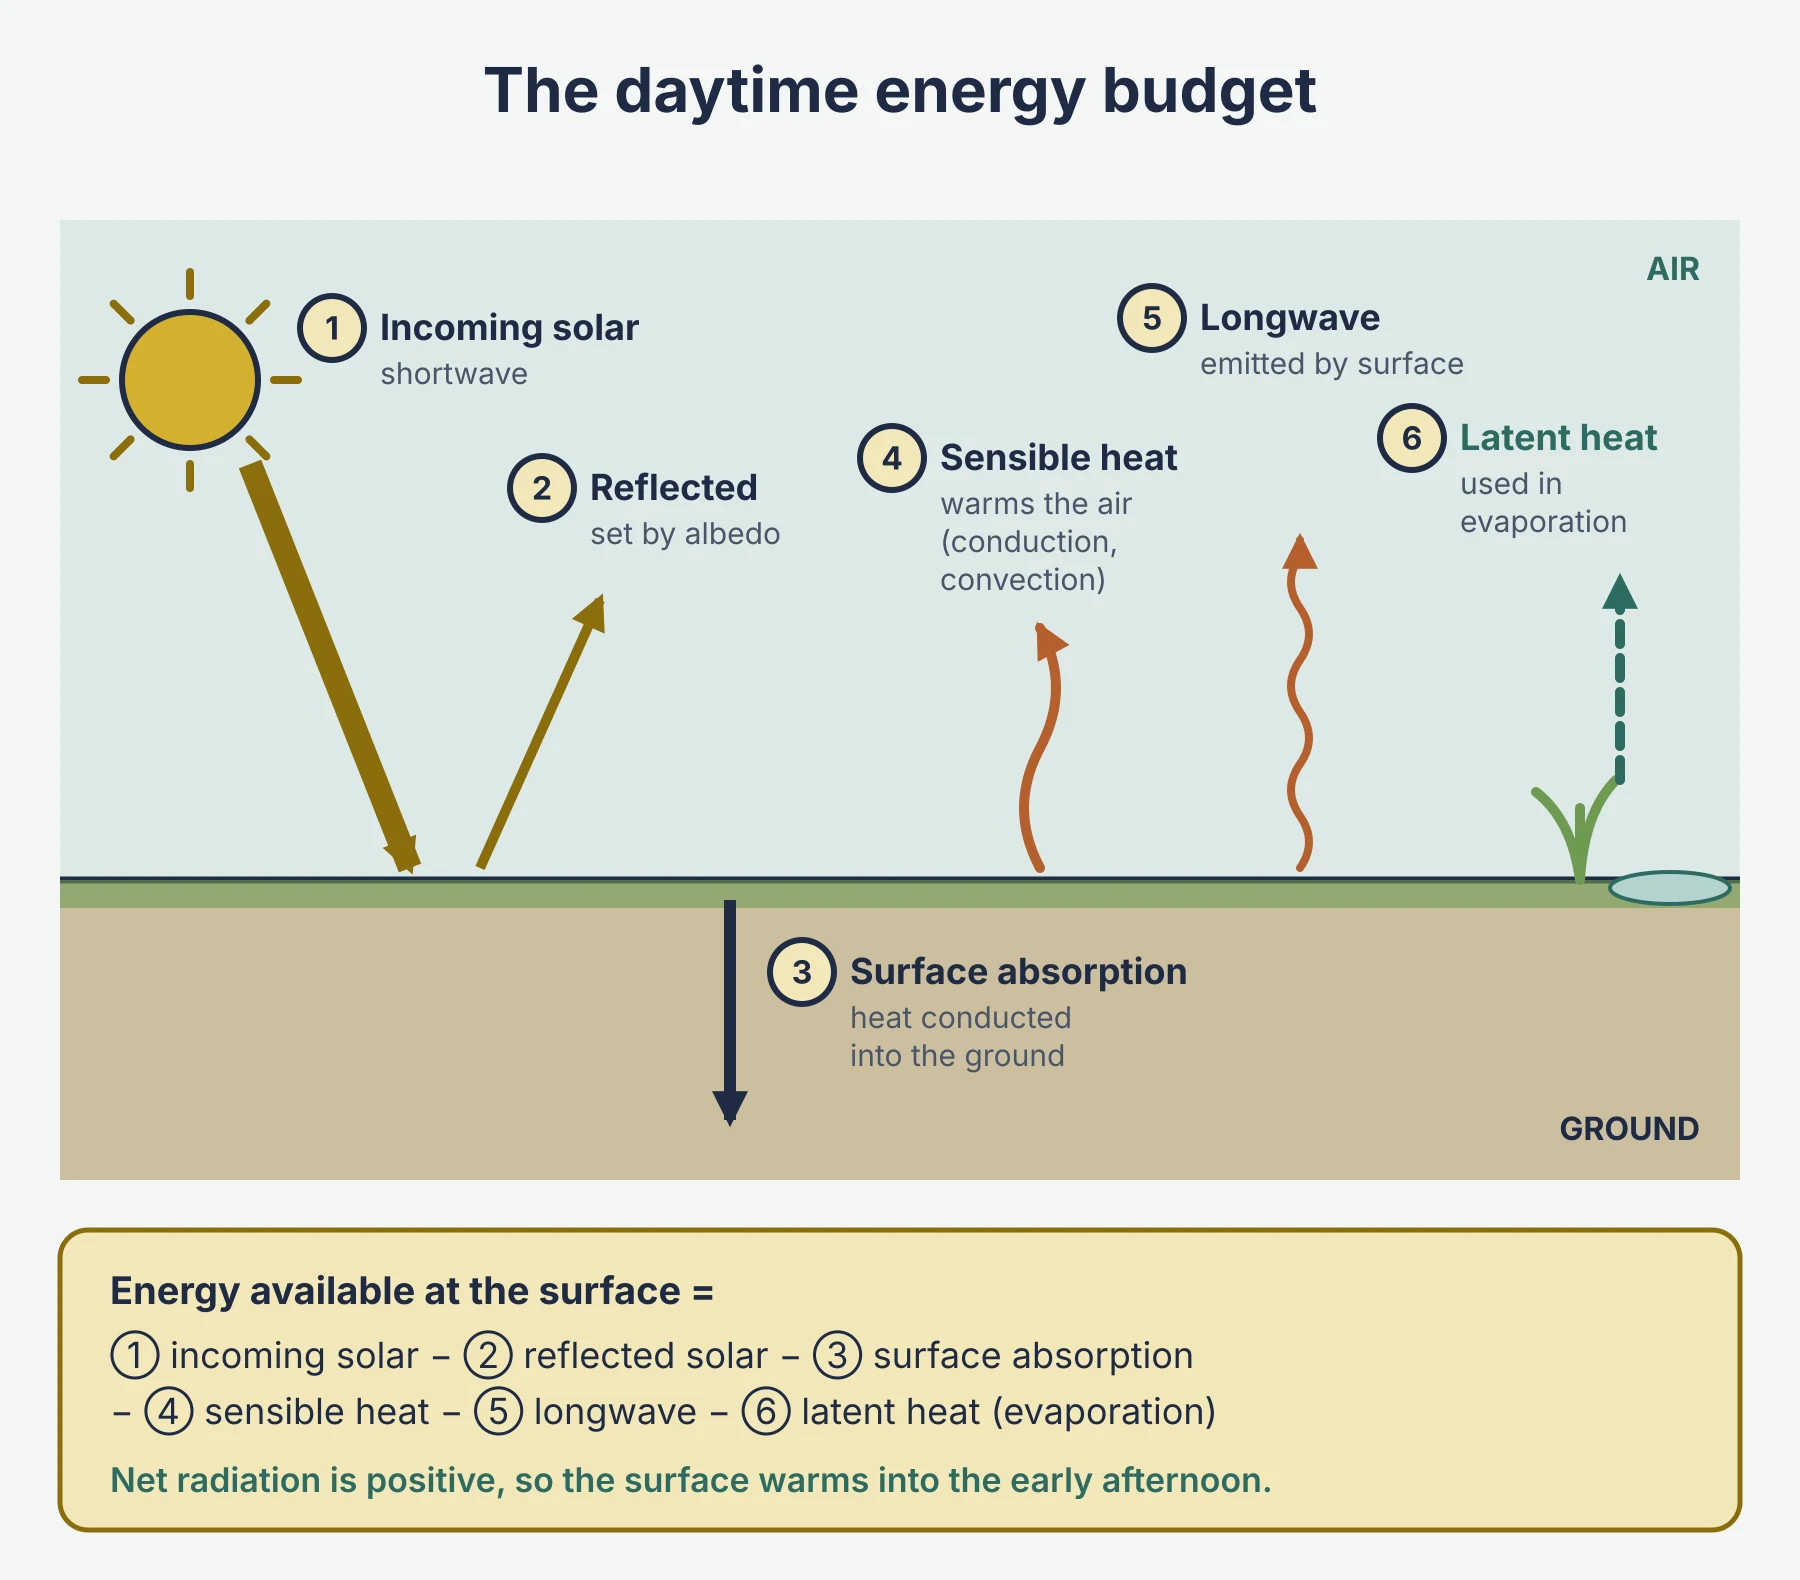 The daytime energy budget
AIR
1 Incoming solar
shortwave
2 Reflected
set by albedo
4 Sensible heat
warms the air
(conduction,
convection)
5 Longwave
emitted by surface
6 Latent heat
used in
evaporation
3 Surface absorption
heat conducted
into the ground
GROUND
Energy available at the surface =
① incoming solar – ② reflected solar – ③ surface absorption
– ④ sensible heat – ⑤ longwave – ⑥ latent heat (evaporation)
Net radiation is positive, so the surface warms into the early afternoon.